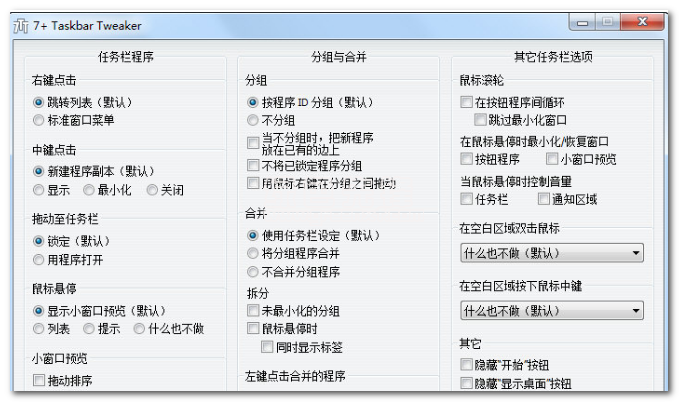 7+ Taskbar Tweaker
任务栏程序
右键点击
跳转列表（默认）
标准窗口菜单
中键点击
新建程序副本（默认）
显示 最小化 关闭
拖动至任务栏
锁定（默认）
用程序打开
鼠标悬停
显示小窗口预览（默认）
列表 提示 什么也不做
小窗口预览
拖动排序
分组与合并
分组
按程序 ID 分组（默认）
不分组
当不分组时，把新程序
放在已有的边上
不将已锁定程序分组
用鼠标右键在分组之间拖动
合并
使用任务栏设定（默认）
将分组程序合并
不合并分组程序
拆分
未最小化的分组
鼠标悬停时
同时显示标签
左键点击合并的程序
其它任务栏选项
鼠标滚轮
在按钮程序间循环
跳过最小化窗口
在鼠标悬停时最小化/恢复窗口
按钮程序 小窗口预览
当鼠标悬停时控制音量
任务栏 通知区域
在空白区域双击鼠标
什么也不做（默认）
在空白区域按下鼠标中键
什么也不做（默认）
其它
隐藏"开始"按钮
隐藏"显示桌面"按钮